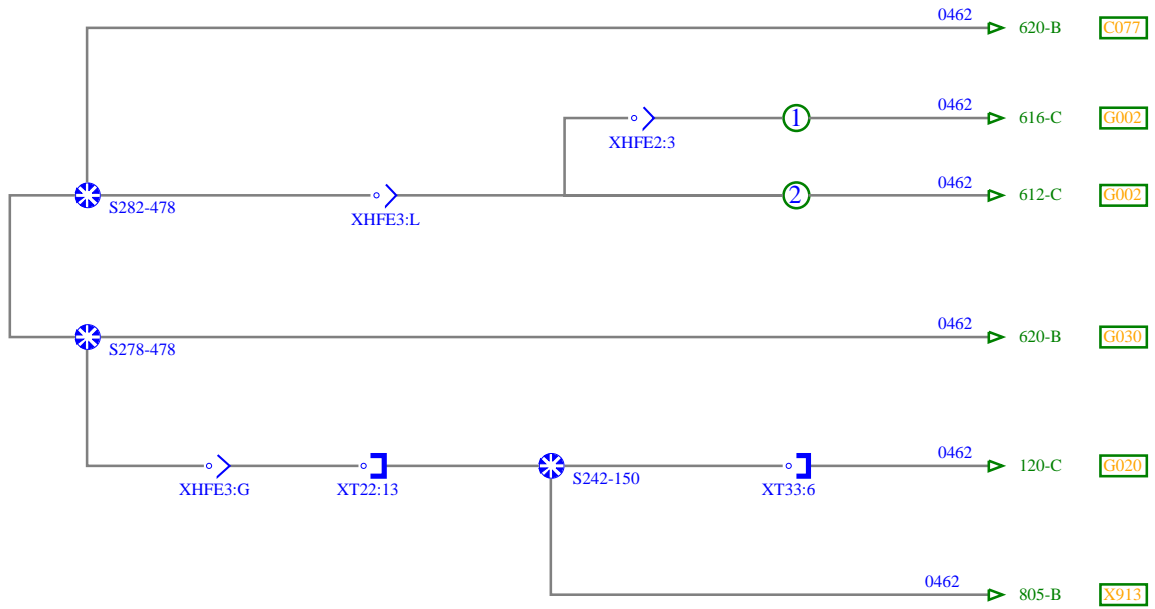 0462
620-B C077
0462
1 616-C G002
XHFE2:3
0462
2 612-C G002
S282-478
XHFE3:L
0462
620-B G030
S278-478
0462
120-C G020
S242-150
XHFE3:G XT22:13 XT33:6
0462
805-B X913